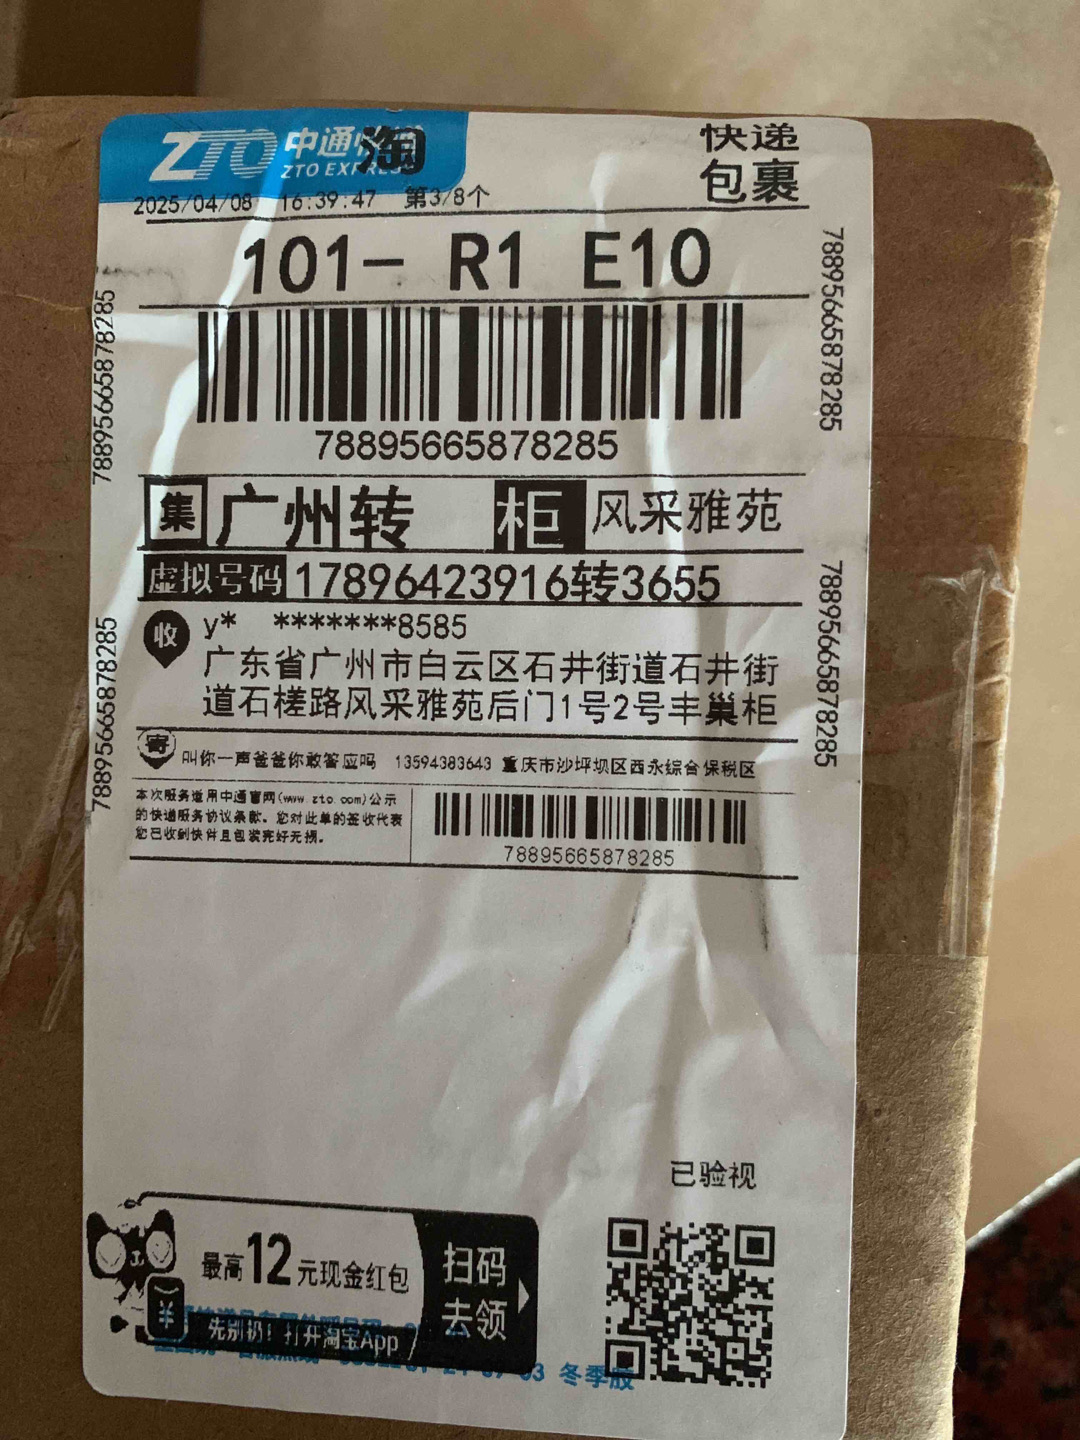 ZTO 中通 淘
ZTO EXPRESS
快递
包裹
2025/04/08 16:39:47 第3/8个
101- R1 E10
78895665878285
78895665878285
78895665878285
集 广州转 柜 风采雅苑
虚拟号码 17896423916转3655
收 y* *******8585
广东省广州市白云区石井街道石井街
道石槎路风采雅苑后门1号2号丰巢柜
78895665878285
78895665878285
寄 叫你一声爸爸你敢答应吗 13594383643 重庆市沙坪坝区西永综合保税区
本次服务适用中通官网(www.zto.com)公示
的快递服务协议条款。您对此单的签收代表
您已收到快件且包装完好无损。
78895665878285
已验视
最高12元现金红包
扫码
去领
先别扔！打开淘宝App
冬季版